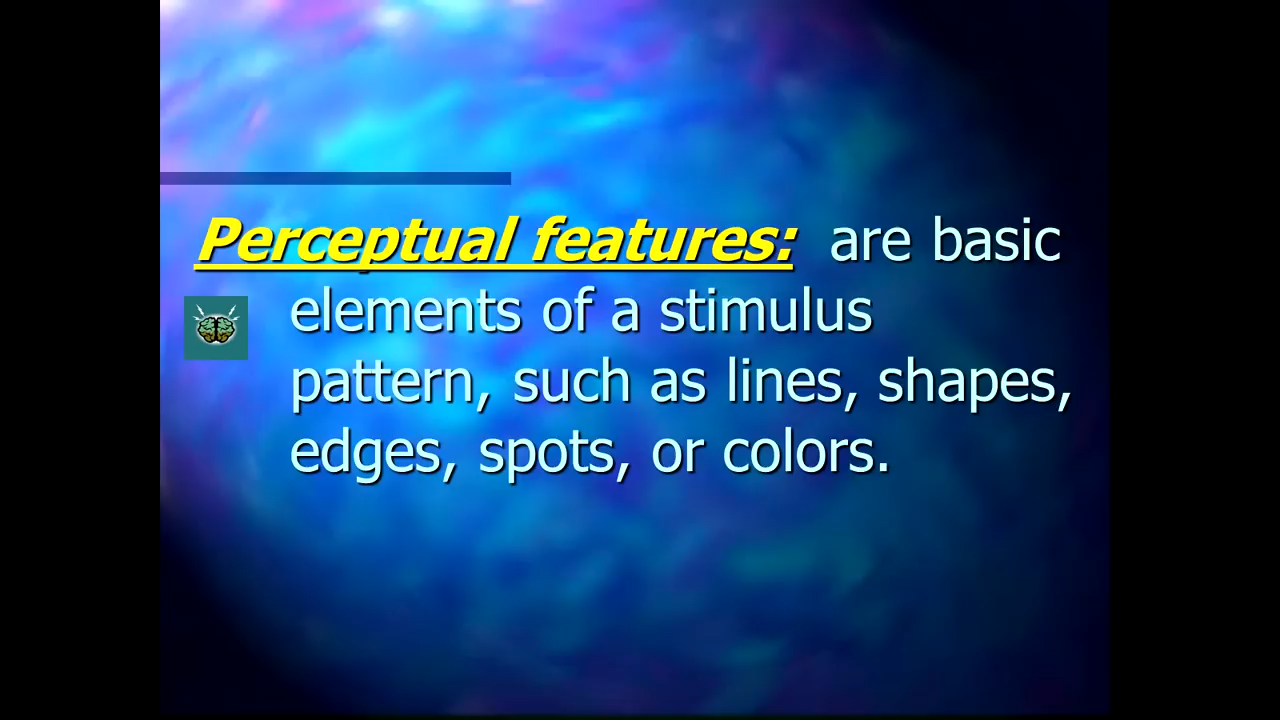 Perceptual features: are basic
elements of a stimulus
pattern, such as lines, shapes,
edges, spots, or colors.